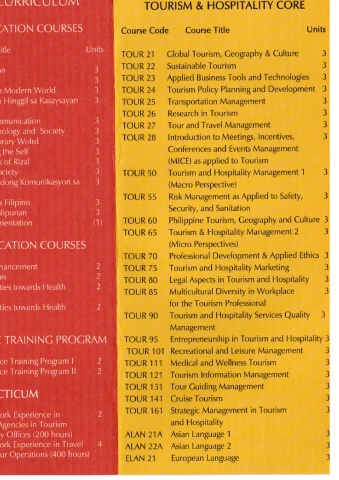 CURRICULUM
CATION COURSES
Title Units
on 3
3
n Modern World 3
Hinggil sa Kasaysayan 3
mmunication 3
nology and Society 3
rary Wolrd 3
g the Self 3
s of Rizal 3
ociety 3
dong Komunikasyon sa
a Filipino 3
alipunan 3
rientation (1)
CATION COURSES
hancement 2
es 2
ties towards Health 2
ties towards Health 2
E TRAINING PROGRAM
ce Training Program I 2
ce Training Program II 2
CTICUM
ork Experience in 2
Agencies in Tourism
y Offices (200 hours)
ork Experience in Travel 4
ur Operations (400 hours)
TOURISM & HOSPITALITY CORE
Course Code Course Title Units
TOUR 21 Global Tourism, Geography & Culture 3
TOUR 22 Sustainable Tourism 3
TOUR 23 Applied Business Tools and Technologies 3
TOUR 24 Tourism Policy Planning and Development 3
TOUR 25 Transportation Management 3
TOUR 26 Research in Tourism 3
TOUR 27 Tour and Travel Management 3
TOUR 28 Introduction to Meetings, Incentives, 3
Conferences and Events Management
(MICE) as applied to Tourism
TOUR 50 Tourism and Hospitality Management 1 3
(Macro Perspective)
TOUR 55 Risk Management as Applied to Safety, 3
Security, and Sanitation
TOUR 60 Philippine Tourism, Geography and Culture 3
TOUR 65 Tourism & Hospitality Management 2 3
(Micro Perspectives)
TOUR 70 Professional Development & Applied Ethics 3
TOUR 75 Tourism and Hospitality Marketing 3
TOUR 80 Legal Aspects in Tourism and Hospitality 3
TOUR 85 Multicultural Diversity in Workplace 3
for the Tourism Professional
TOUR 90 Tourism and Hospitality Services Quality 3
Management
TOUR 95 Entrepreneurship in Tourism and Hospitality 3
TOUR 101 Recreational and Leisure Management 3
TOUR 111 Medical and Wellness Tourism 3
TOUR 121 Tourism Information Management 3
TOUR 131 Tour Guiding Management 3
TOUR 141 Cruise Tourism 3
TOUR 161 Strategic Management in Tourism 3
and Hospitality
ALAN 21A Asian Language 1 3
ALAN 22A Asian Language 2 3
ELAN 21 European Language 3